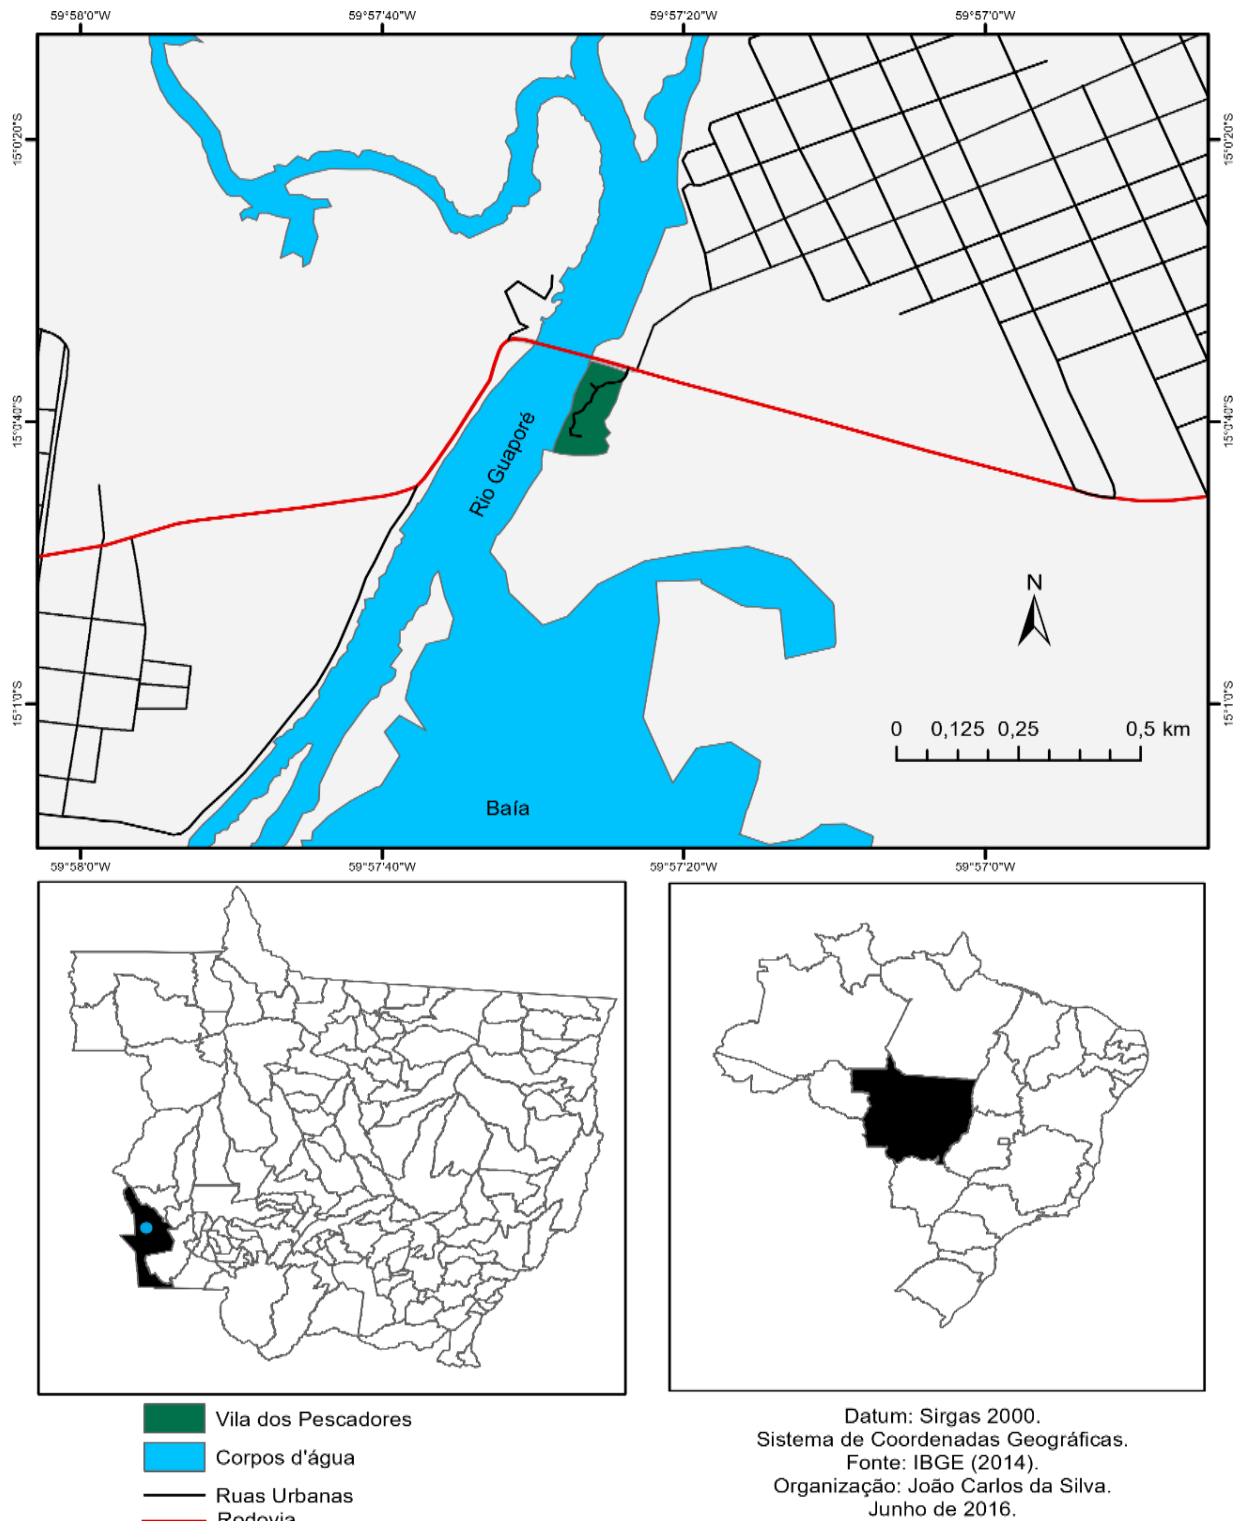 59°58'0"W
59°57'40"W
59°57'20"W
59°57'0"W
15°0'20"S
15°0'20"S
15°0'40"S
15°0'40"S
Rio Guaporé
N
15°1'0"S
15°1'0"S
0 0,125 0,25 0,5 km
Baía
59°58'0"W
59°57'40"W
59°57'20"W
59°57'0"W
Vila dos Pescadores
Corpos d'água
Ruas Urbanas
Rodovia
Datum: Sirgas 2000.
Sistema de Coordenadas Geográficas.
Fonte: IBGE (2014).
Organização: João Carlos da Silva.
Junho de 2016.